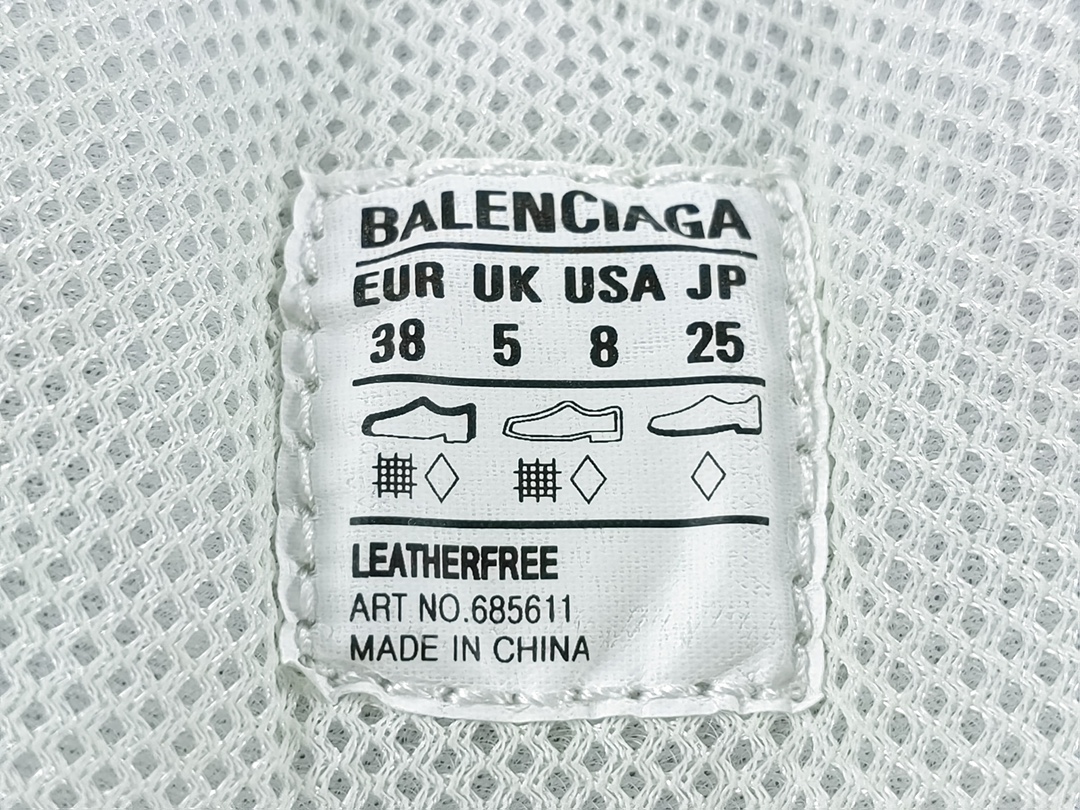 BALENCIAGA
EUR UK USA JP
38 5 8 25
LEATHERFREE
ART NO.685611
MADE IN CHINA